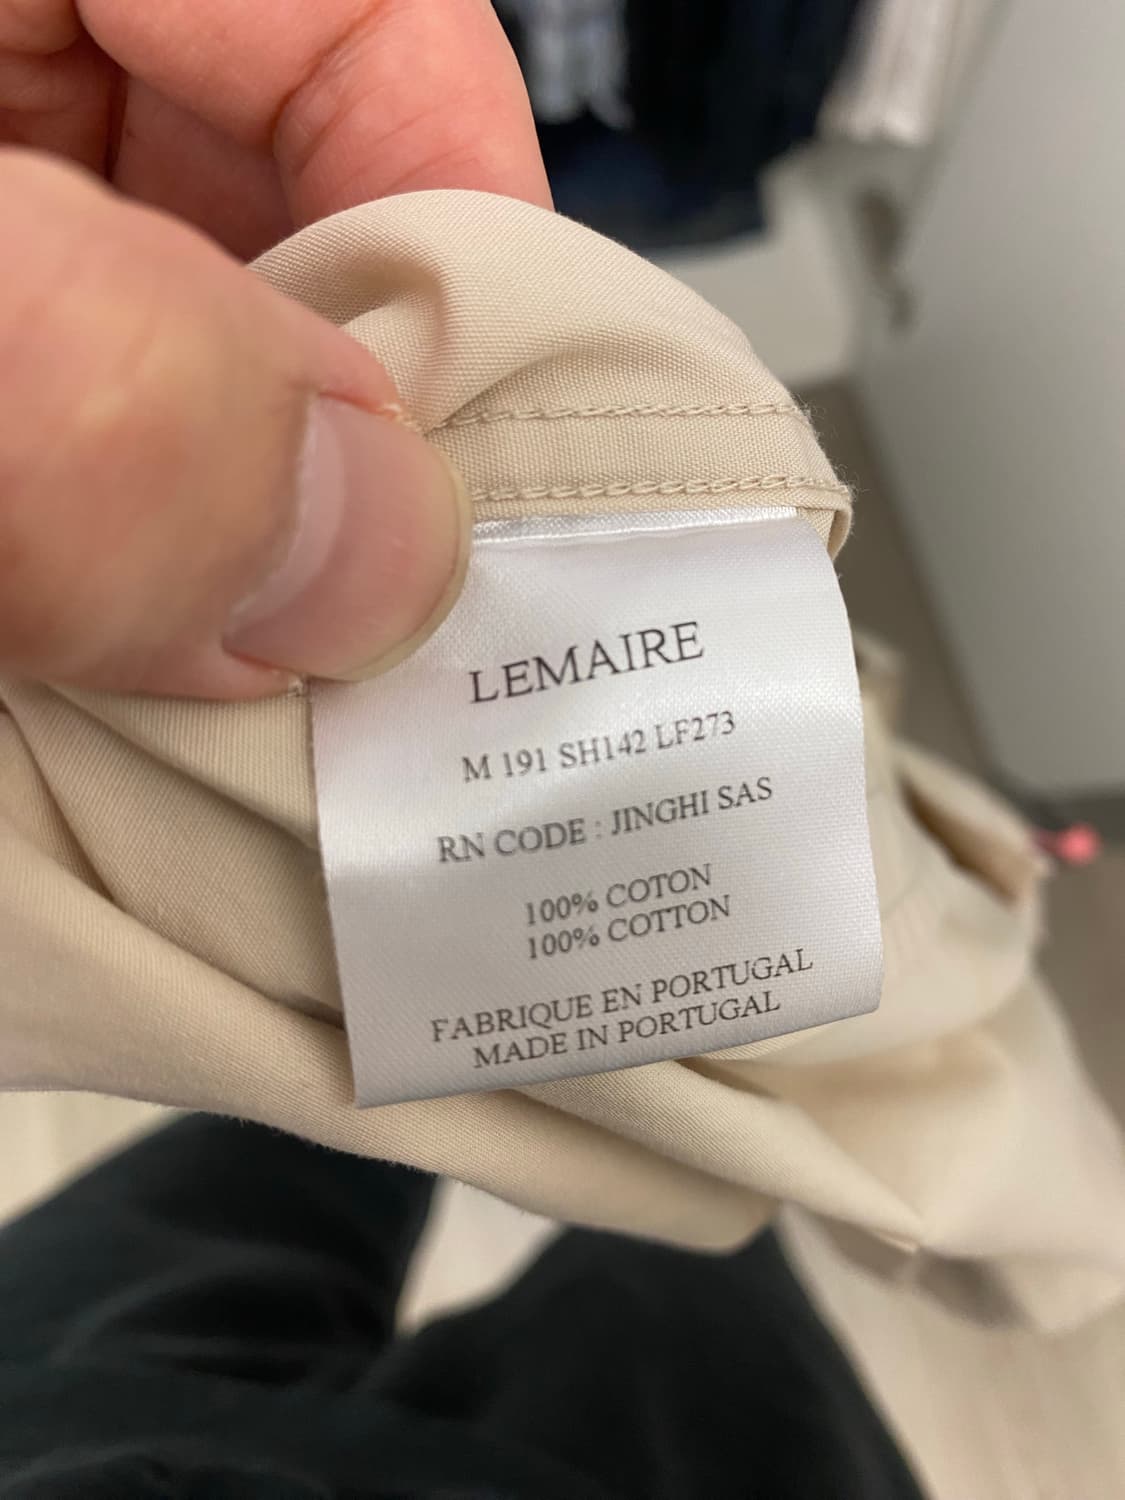 LEMAIRE
M 191 SH142 LF273
RN CODE : JINGHI SAS
100% COTON
100% COTTON
FABRIQUE EN PORTUGAL
MADE IN PORTUGAL